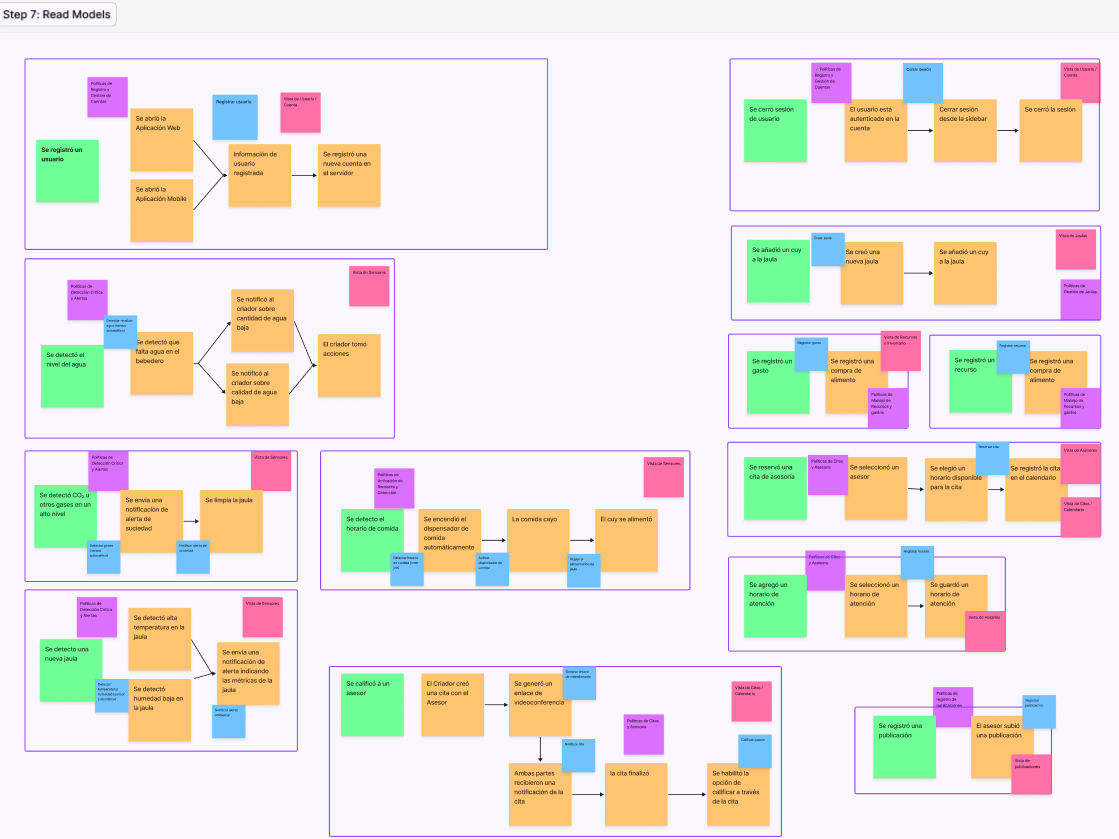 Step 7: Read Models
Políticas de
Registro y
Gestión de
Cuentas
Se abrió la
Aplicación Web
Registrar usuario
Vista de Usuario /
Cuenta
Se registró un
usuario
Información de
usuario
registrada
Se registró una
nueva cuenta en
el servidor
Se abrió la
Aplicación Mobile
Políticas de
Registro y
Gestión de
Cuentas
Cerrar sesión
Vista de Usuario /
Cuenta
Se cerró sesión
de usuario
El usuario está
autenticado en la
cuenta
Cerrar sesión
desde la sidebar
Se cerró la sesión
Vista de Sensores
Políticas de
Detección Crítica
y Alertas
Se detectó el
nivel del agua
Se detectó que
falta agua en el
bebedero
Se notificó al
criador sobre
cantidad de agua
baja
Se notificó al
criador sobre
calidad de agua
baja
El criador tomó
acciones
Se añadió un cuy
a la jaula
Crear jaula
Se creó una
nueva jaula
Se añadió un cuy
a la jaula
Vista de Jaulas
Políticas de
Gestión de Jaulas
Se registró un
gasto
Registrar gasto
Se registró una
compra de
alimento
Vista de Recursos
e Inventario
Políticas de
Manejo de
Recursos y
gastos
Se registró un
recurso
Registrar recurso
Se registró una
compra de
alimento
Políticas de
Manejo de
Recursos y
gastos
Políticas de
Detección Crítica
y Alertas
Vista de Sensores
Se detectó CO₂ u
otros gases en un
alto nivel
Se envia una
notificación de
alerta de
suciedad
Se limpia la jaula
Políticas de
Activación de
Sensores y
Detección
Vista de Sensores
Se detecto el
horario de comida
Se encendió el
dispensador de
comida
automáticamente
La comida cayo
El cuy se alimentó
Se reservó una
cita de asesoría
Políticas de Citas
y Asesoría
Se seleccionó un
asesor
Se elegió un
horario disponible
para la cita
Reservar cita
Se registró la cita
en el calendario
Vista de Asesores
Vista de Citas /
Calendario
Se agregó un
horario de
atención
Políticas de Citas
y Asesoría
Se seleccionó un
horario de
atención
Registrar horario
Se guardó un
horario de
atención
Vista de Horarios
Políticas de
Detección Crítica
y Alertas
Vista de Sensores
Se detecto una
nueva jaula
Se detectó alta
temperatura en la
jaula
Se detectó
humedad baja en
la jaula
Se envia una
notificación de
alerta indicando
las métricas de la
jaula
Se calificó a un
asesor
El Criador creó
una cita con el
Asesor
Se generó un
enlace de
videoconferencia
Políticas de Citas
y Asesoría
Vista de Citas /
Calendario
Notificar cita
Calificar asesor
Ambas partes
recibieron una
notificación de la
cita
la cita finalizó
Se habilitó la
opción de
calificar a través
de la cita
Políticas de
registro de
publicaciones
Registrar
publicación
Se registró una
publicación
El asesor subió
una publicación
Vista de
publicaciones